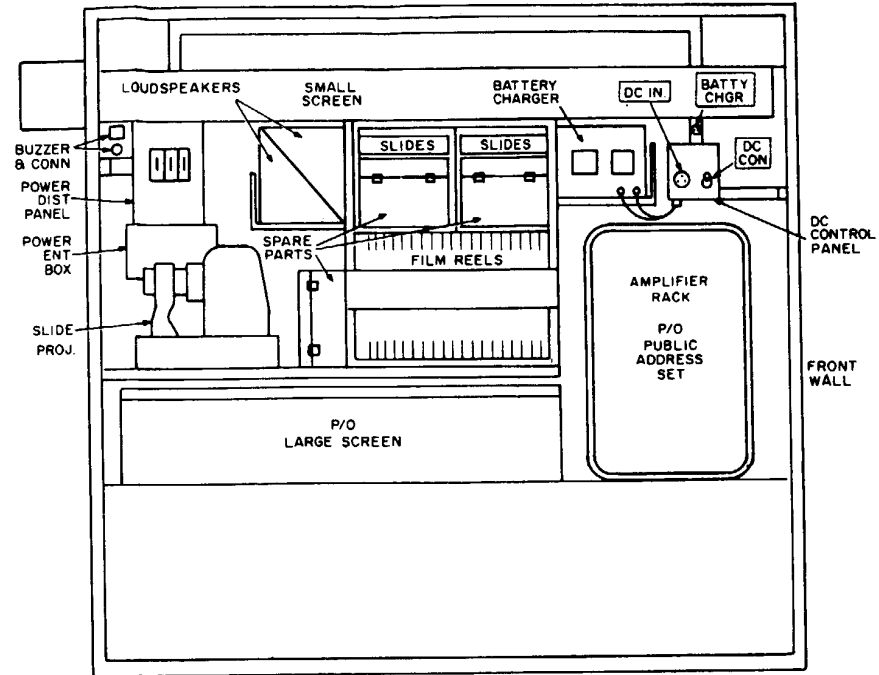 LOUDSPEAKERS
SMALL
SCREEN
BATTERY
CHARGER
DC IN.
BATTY
CHGR
BUZZER
& CONN
SLIDES
SLIDES
DC
CON
POWER
DIST
PANEL
DC
CONTROL
PANEL
POWER
ENT
BOX
SPARE
PARTS
FILM REELS
SLIDE
PROJ.
AMPLIFIER
RACK
P/O
PUBLIC
ADDRESS
SET
FRONT
WALL
P/O
LARGE SCREEN